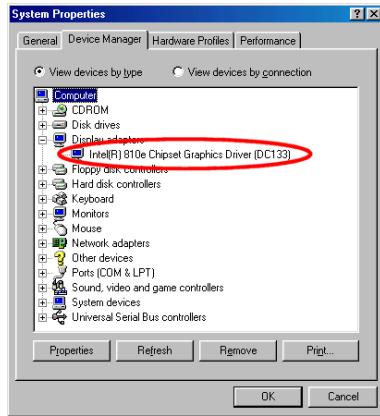 System Properties
General Device Manager Hardware Profiles Performance
View devices by type View devices by connection
Computer
CDROM
Disk drives
Display adapters
Intel(R) 810e Chipset Graphics Driver (DC133)
Floppy disk controllers
Hard disk controllers
Keyboard
Monitors
Mouse
Network adapters
Other devices
Ports (COM & LPT)
Sound, video and game controllers
System devices
Universal Serial Bus controllers
Properties Refresh Remove Print...
OK Cancel